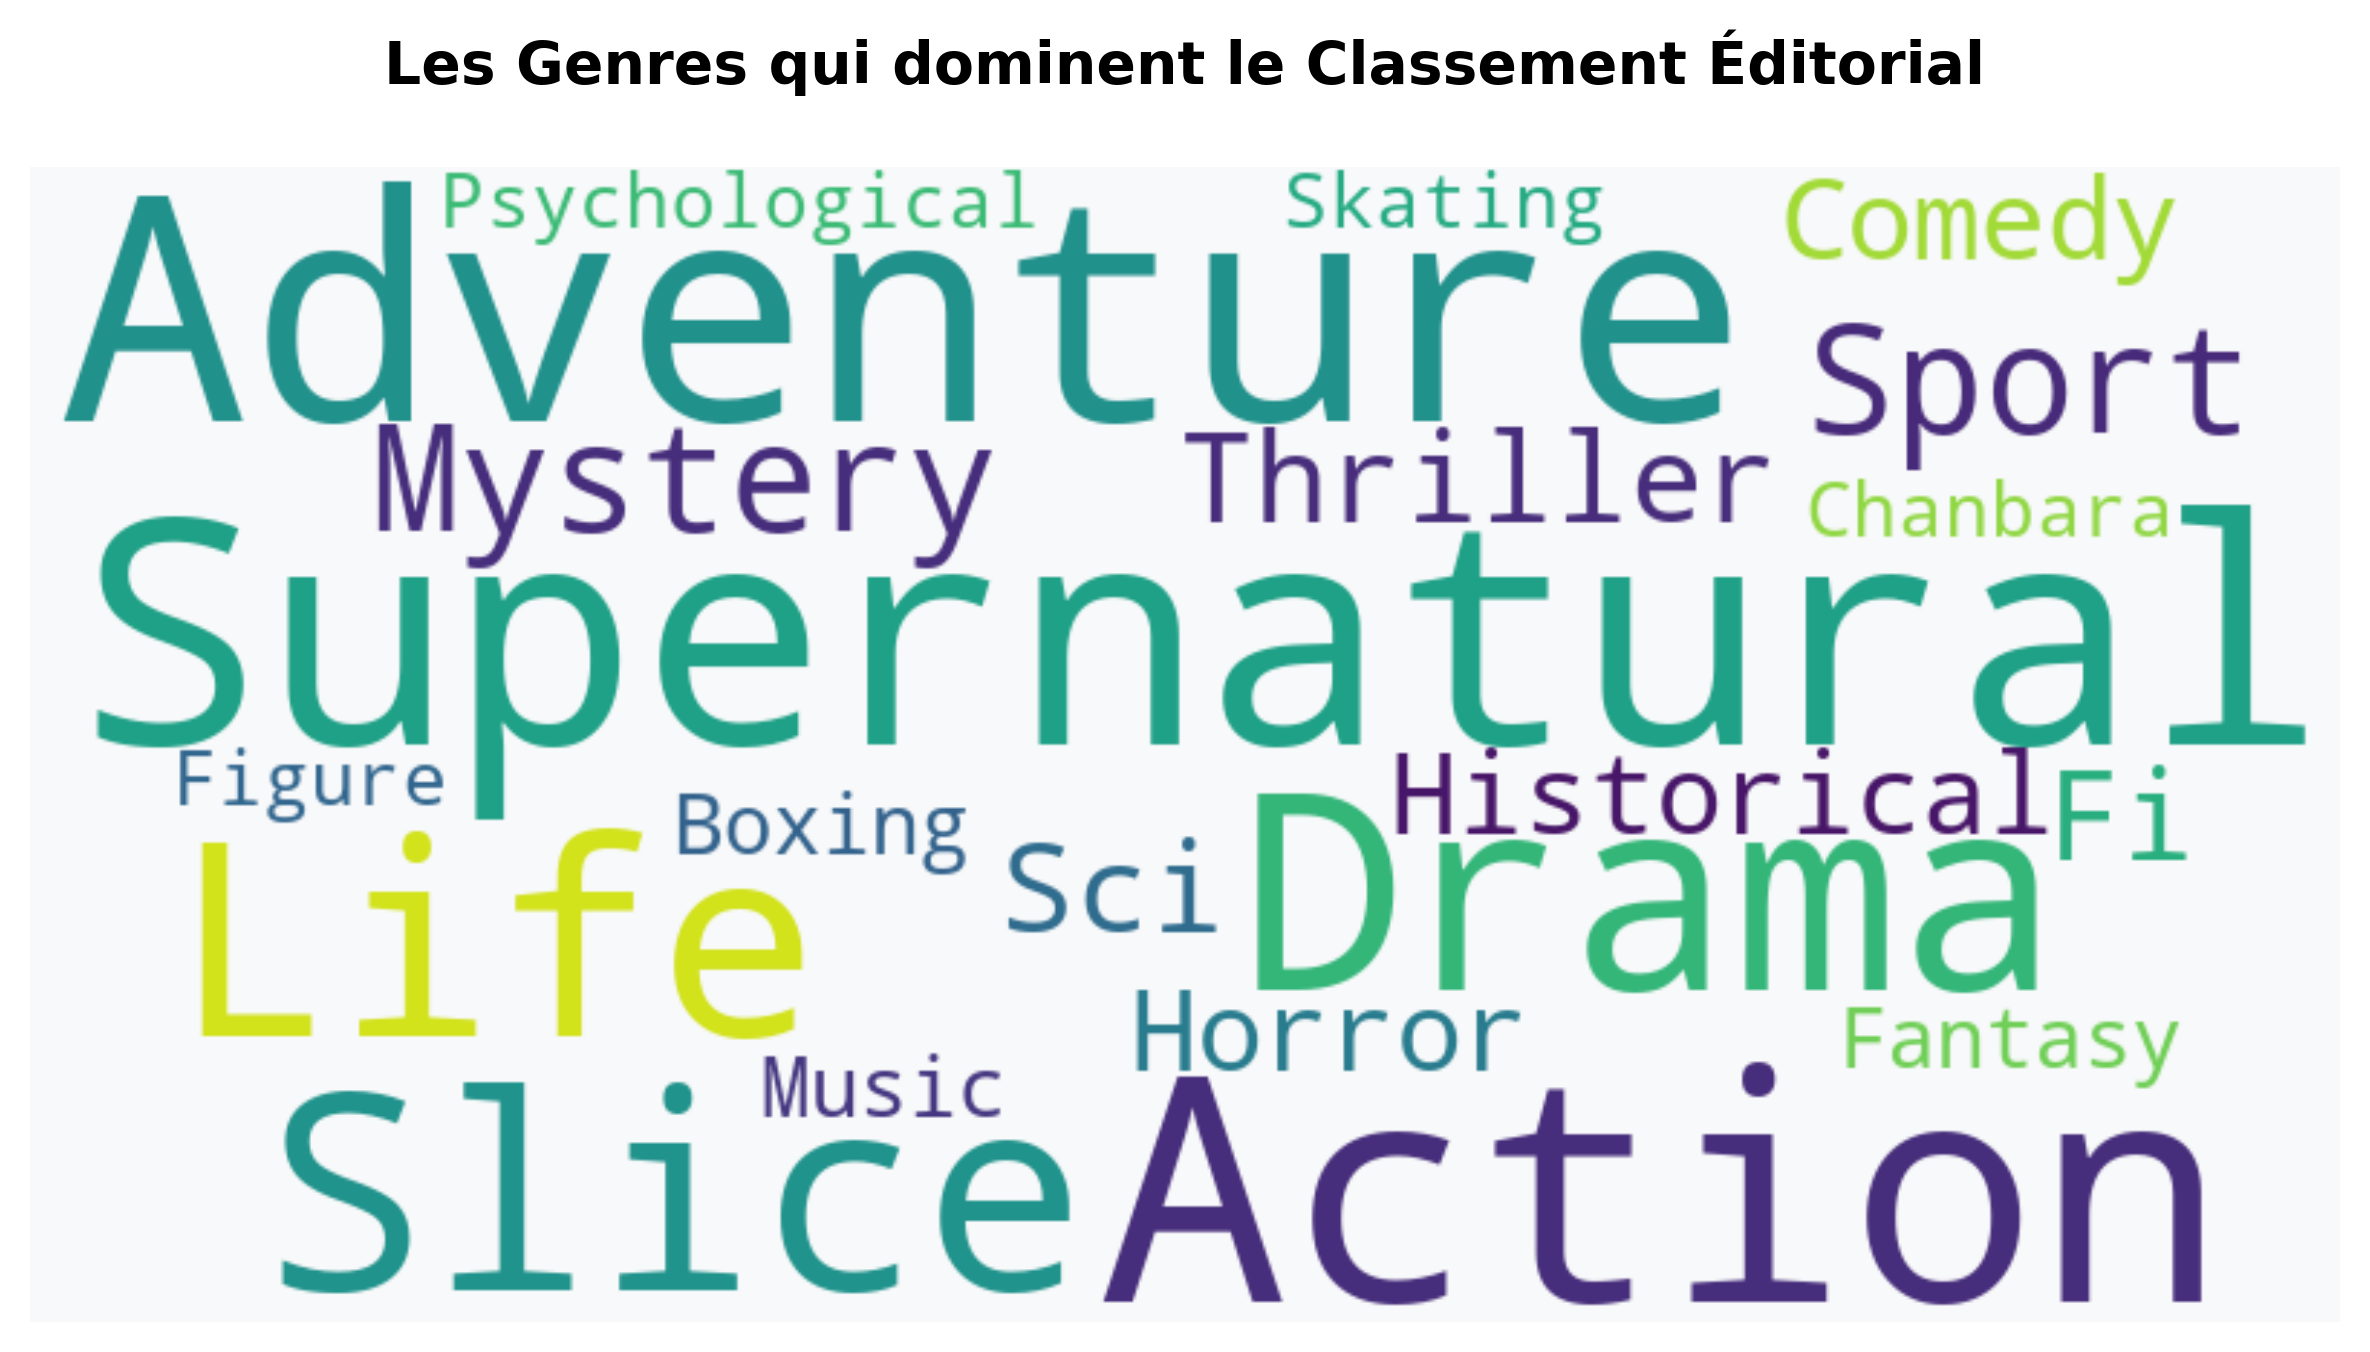 Les Genres qui dominent le Classement Éditorial
Psychological
Skating
Comedy
Adventure
Sport
Mystery
Thriller
Chanbara
Supernatural
Figure
Historical
Fi
Boxing
Sci
Drama
Life
Horror
Fantasy
Music
Slice
Action